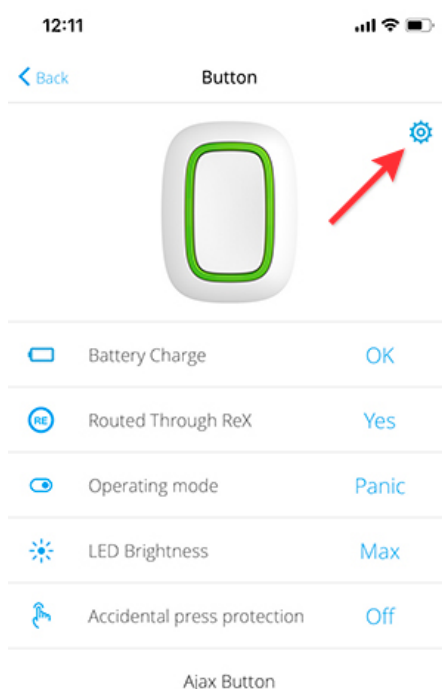 12:11
Back
Button
Battery Charge
OK
RE
Routed Through ReX
Yes
Operating mode
Panic
LED Brightness
Max
Accidental press protection
Off
Ajax Button